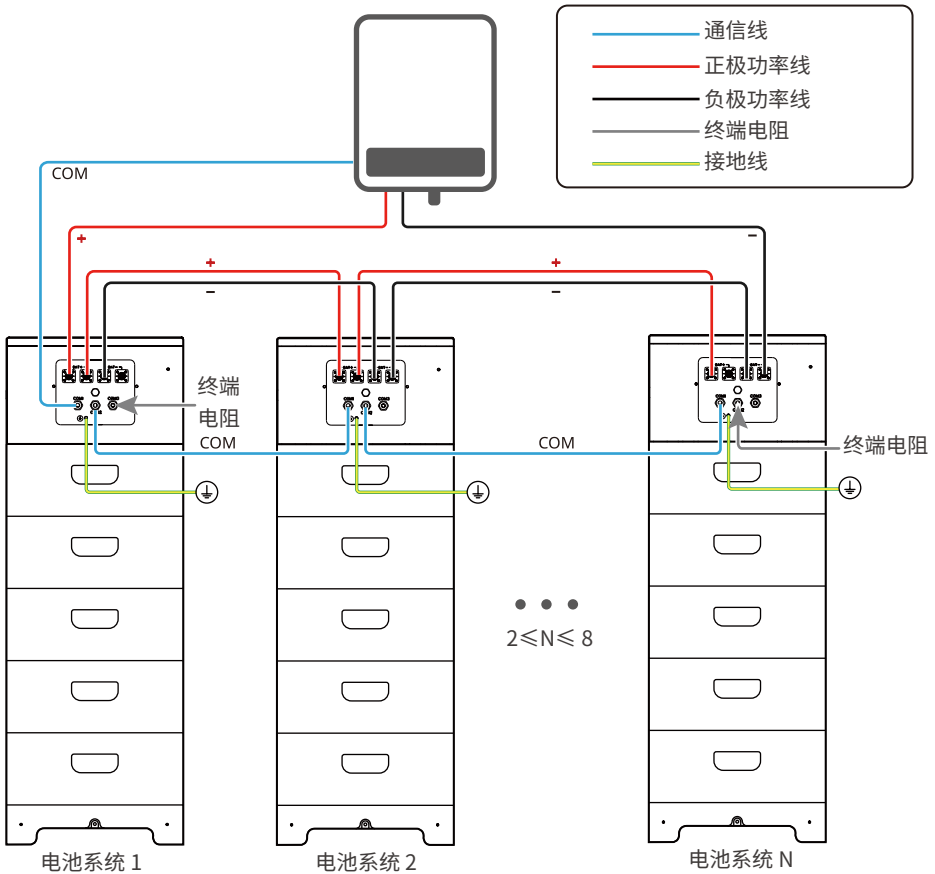 通信线
正极功率线
负极功率线
终端电阻
接地线
COM
+
−
+
−
+
−
终端
电阻
COM
COM
终端电阻
2≤N≤ 8
电池系统 1
电池系统 2
电池系统 N